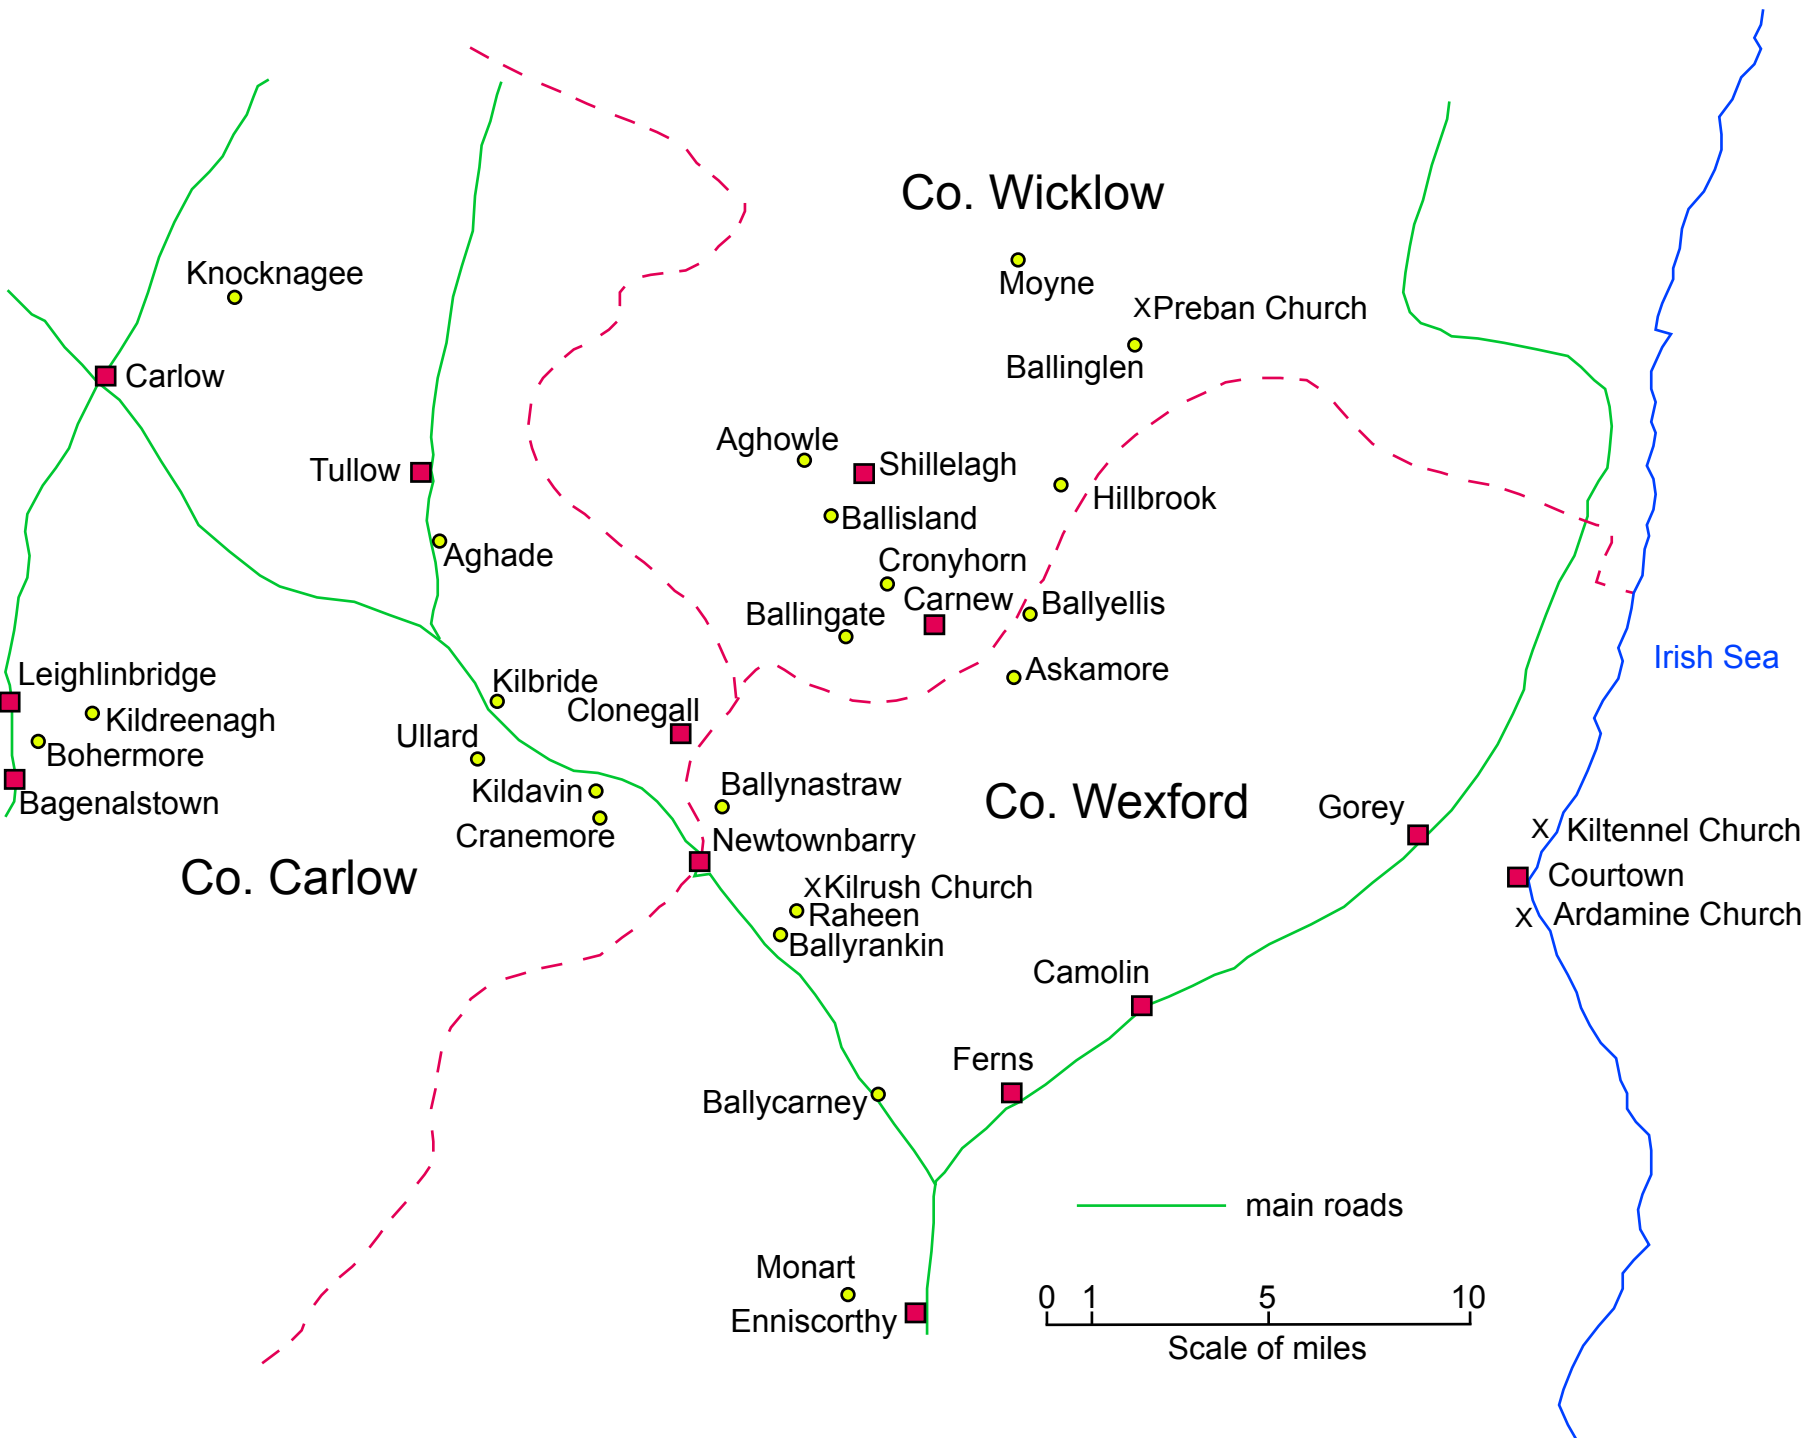 Co. Wicklow
Knocknagee
Moyne
Preban Church
Ballinglen
Carlow
Aghowle
Shillelagh
Tullow
Hillbrook
Ballisland
Aghade
Cronyhorn
Carnew
Ballyellis
Ballingate
Irish Sea
Askamore
Leighlinbridge
Kilbride
Clonegall
Kildreenagh
Ullard
Bohermore
Ballynastraw
Kildavin
Co. Wexford
Bagenalstown
Gorey
Kiltennel Church
Cranemore
Newtownbarry
Co. Carlow
Courtown
Kilrush Church
Raheen
Ardamine Church
Ballyrankin
Camolin
Ferns
Ballycarney
main roads
Monart
0 1 5 10
Enniscorthy
Scale of miles